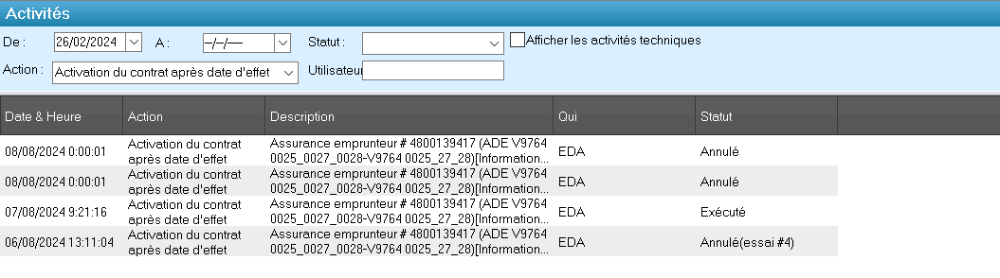 Activités
De : 26/02/2024 A : --/--/---- Statut : Afficher les activités techniques
Action : Activation du contrat après date d'effet Utilisateur
Date & Heure Action Description Qui Statut
08/08/2024 0:00:01 Activation du contrat après date d'effet Assurance emprunteur # 4800139417 (ADE V9764 EDA Annulé
0025_0027_0028-V9764 0025_27_28)[Information...
08/08/2024 0:00:01 Activation du contrat après date d'effet Assurance emprunteur # 4800139417 (ADE V9764 EDA Annulé
0025_0027_0028-V9764 0025_27_28)[Information...
07/08/2024 9:21:16 Activation du contrat après date d'effet Assurance emprunteur # 4800139417 (ADE V9764 EDA Exécuté
0025_0027_0028-V9764 0025_27_28)[Information...
06/08/2024 13:11:04 Activation du contrat après date d'effet Assurance emprunteur # 4800139417 (ADE V9764 EDA Annulé(essai #4)
0025_0027_0028-V9764 0025_27_28)[Information...